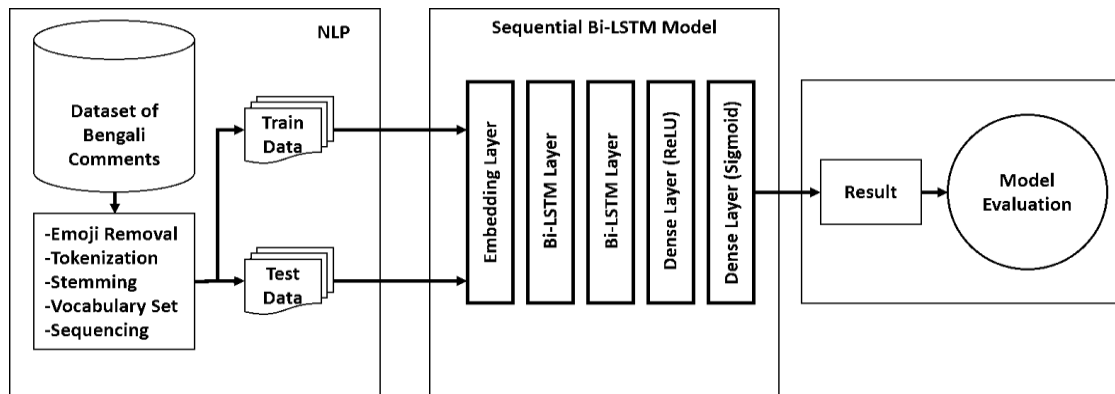 NLP
Dataset of
Bengali
Comments
-Emoji Removal
-Tokenization
-Stemming
-Vocabulary Set
-Sequencing
Train
Data
Test
Data
Sequential Bi-LSTM Model
Embedding Layer
Bi-LSTM Layer
Bi-LSTM Layer
Dense Layer (ReLU)
Dense Layer (Sigmoid)
Result
Model
Evaluation